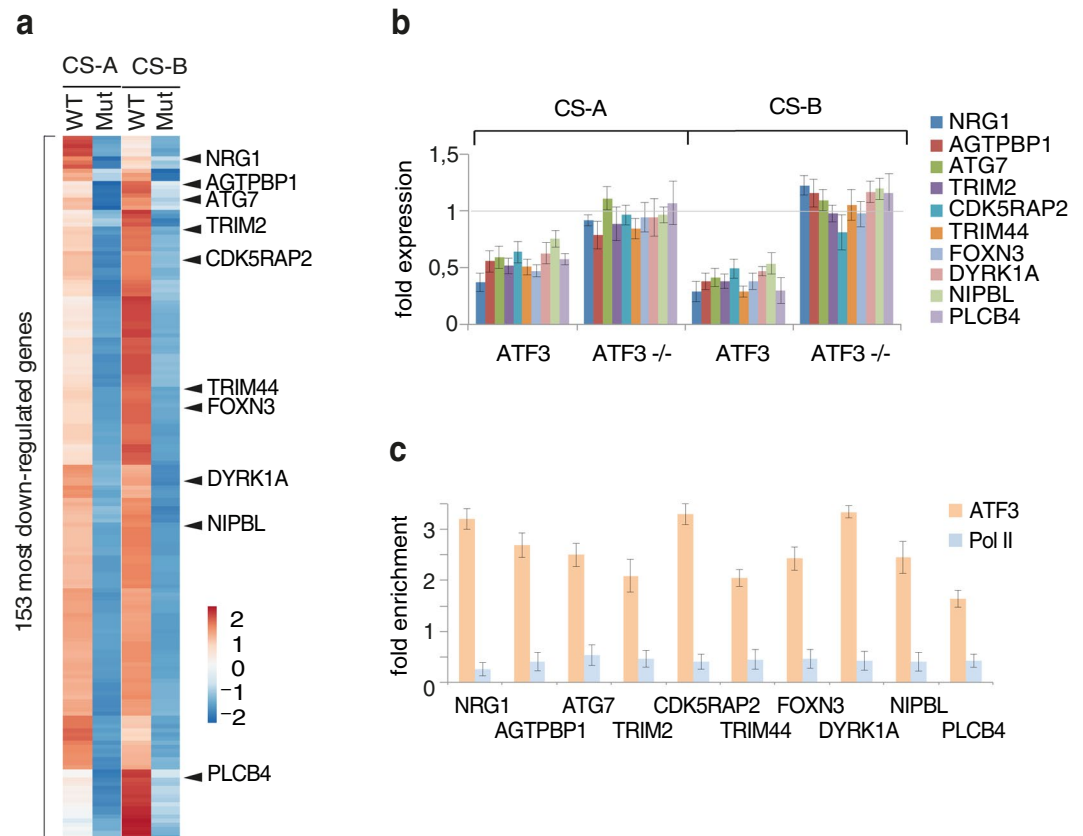 a
CS-A CS-B
WT Mut WT Mut
153 most down-regulated genes
NRG1
AGTPBP1
ATG7
TRIM2
CDK5RAP2
TRIM44
FOXN3
DYRK1A
NIPBL
PLCB4
2
1
0
−1
−2
b
CS-A CS-B
fold expression
1,5
1
0,5
0
ATF3 ATF3 -/- ATF3 ATF3 -/-
NRG1
AGTPBP1
ATG7
TRIM2
CDK5RAP2
TRIM44
FOXN3
DYRK1A
NIPBL
PLCB4
c
fold enrichment
3
2
1
0
ATF3
Pol II
NRG1 ATG7 CDK5RAP2 FOXN3 NIPBL
AGTPBP1 TRIM2 TRIM44 DYRK1A PLCB4